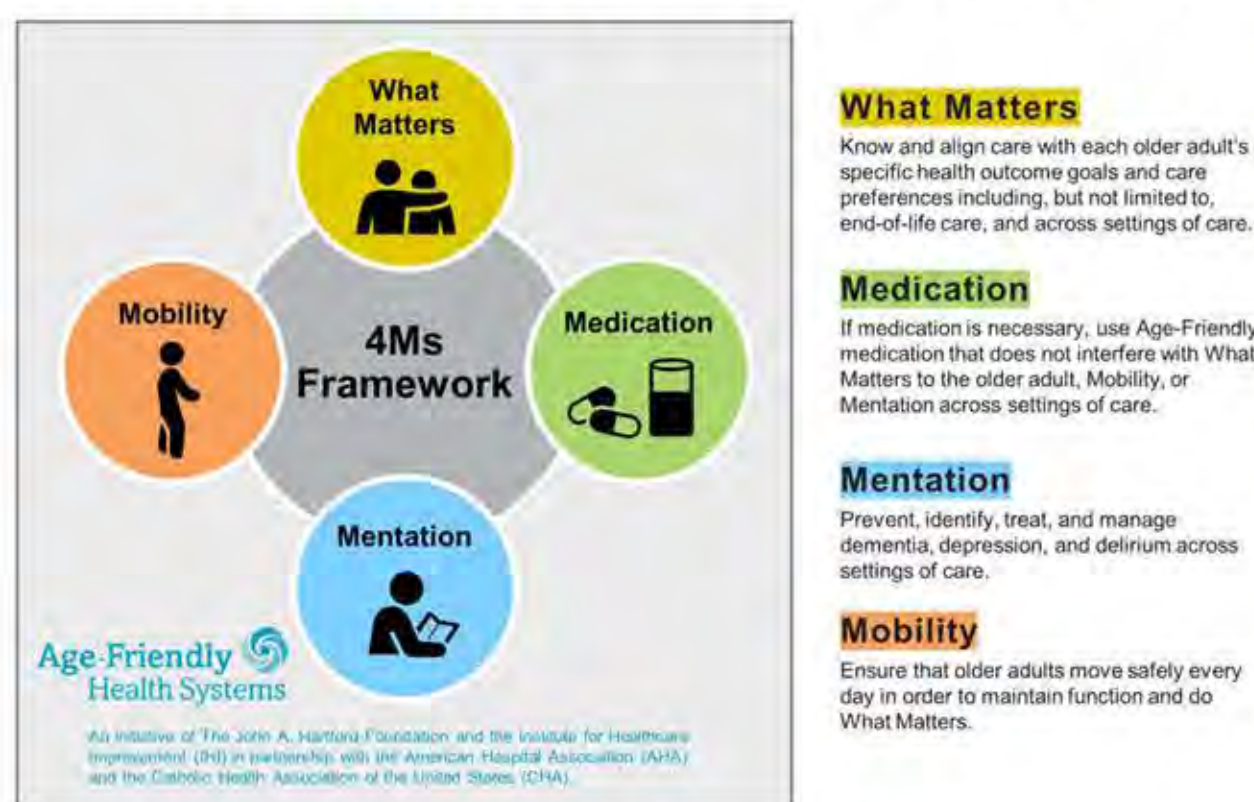 What
Matters
Mobility
4Ms
Framework
Medication
Mentation
Age-Friendly
Health Systems
An initiative of The John A. Hartford Foundation and the Institute for Healthcare
Improvement (IHI) in partnership with the American Hospital Association (AHA)
and the Catholic Health Association of the United States (CHA).
What Matters
Know and align care with each older adult's
specific health outcome goals and care
preferences including, but not limited to,
end-of-life care, and across settings of care.
Medication
If medication is necessary, use Age-Friendly
medication that does not interfere with What
Matters to the older adult, Mobility, or
Mentation across settings of care.
Mentation
Prevent, identify, treat, and manage
dementia, depression, and delirium across
settings of care.
Mobility
Ensure that older adults move safely every
day in order to maintain function and do
What Matters.